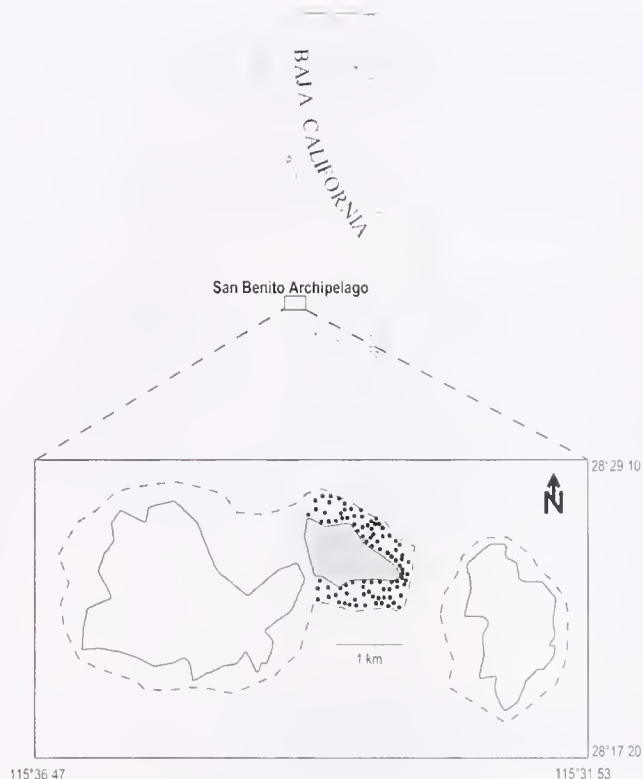 BAJA CALIFORNIA
San Benito Archipelago
28°29 10
N
1 km
28°17 20
115°36 47
115°31 53